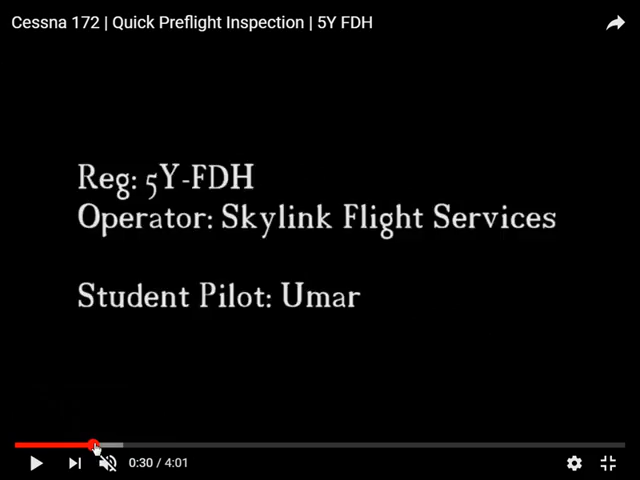 Cessna 172 | Quick Preflight Inspection | 5Y FDH
Reg: 5Y-FDH
Operator: Skylink Flight Services
Student Pilot: Umar
0:30 / 4:01